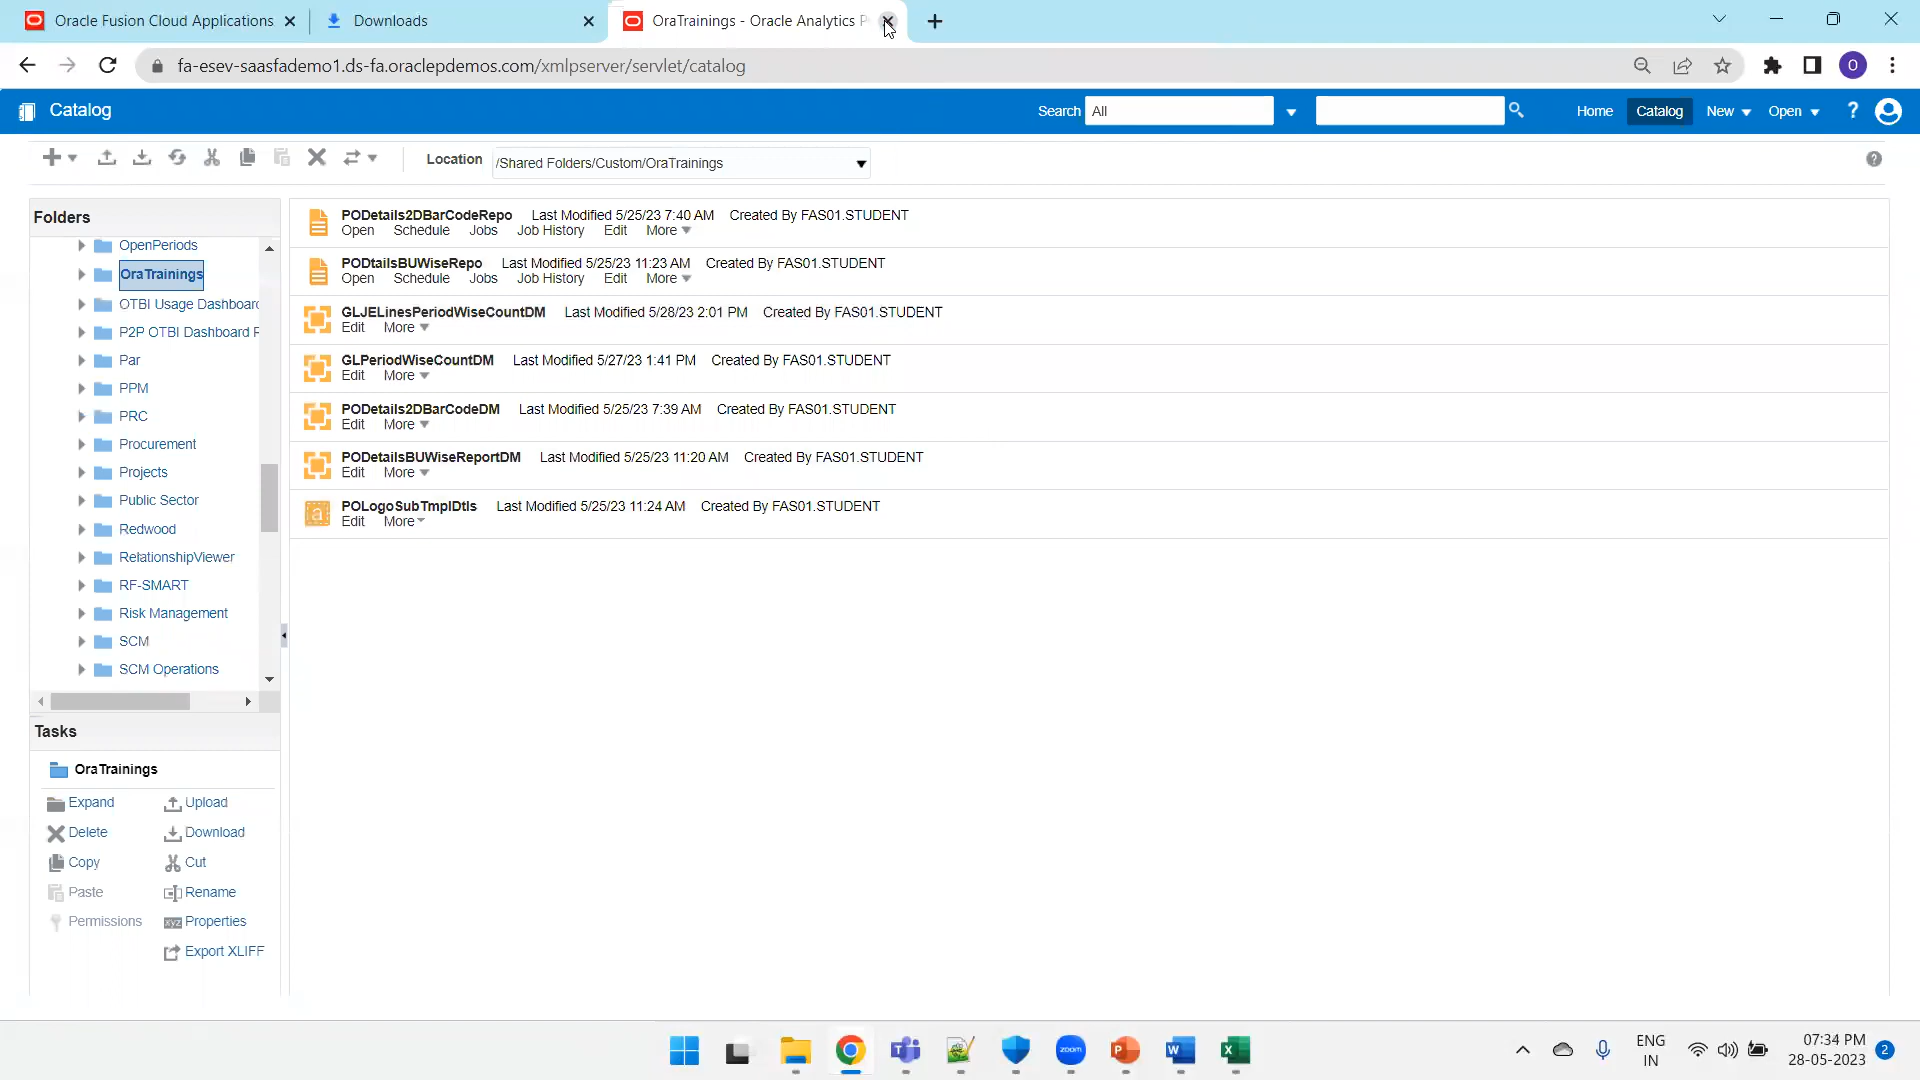 Oracle Fusion Cloud Applications
Downloads
OraTrainings - Oracle Analytics P
fa-esev-saasfademo1.ds-fa.oraclepdemos.com/xmlpserver/servlet/catalog
O
Catalog
Search
All
Home
Catalog
New
Open
?
Location
/Shared Folders/Custom/OraTrainings
Folders
OpenPeriods
OraTrainings
OTBI Usage Dashboard
P2P OTBI Dashboard
Par
PPM
PRC
Procurement
Projects
Public Sector
Redwood
RelationshipViewer
RF-SMART
Risk Management
SCM
SCM Operations
Tasks
OraTrainings
Expand Upload
Delete Download
Copy Cut
Paste Rename
Permissions Properties
Export XLIFF
PODetails2DBarCodeRepo Last Modified 5/25/23 7:40 AM Created By FAS01.STUDENT
Open Schedule Jobs Job History Edit More
PODtailsBUWiseRepo Last Modified 5/25/23 11:23 AM Created By FAS01.STUDENT
Open Schedule Jobs Job History Edit More
GLJELinesPeriodWiseCountDM Last Modified 5/28/23 2:01 PM Created By FAS01.STUDENT
Edit More
GLPeriodWiseCountDM Last Modified 5/27/23 1:41 PM Created By FAS01.STUDENT
Edit More
PODetails2DBarCodeDM Last Modified 5/25/23 7:39 AM Created By FAS01.STUDENT
Edit More
PODetailsBUWiseReportDM Last Modified 5/25/23 11:20 AM Created By FAS01.STUDENT
Edit More
POLogoSubTmplDtls Last Modified 5/25/23 11:24 AM Created By FAS01.STUDENT
Edit More
zoom
ENG
IN
07:34 PM
28-05-2023
2